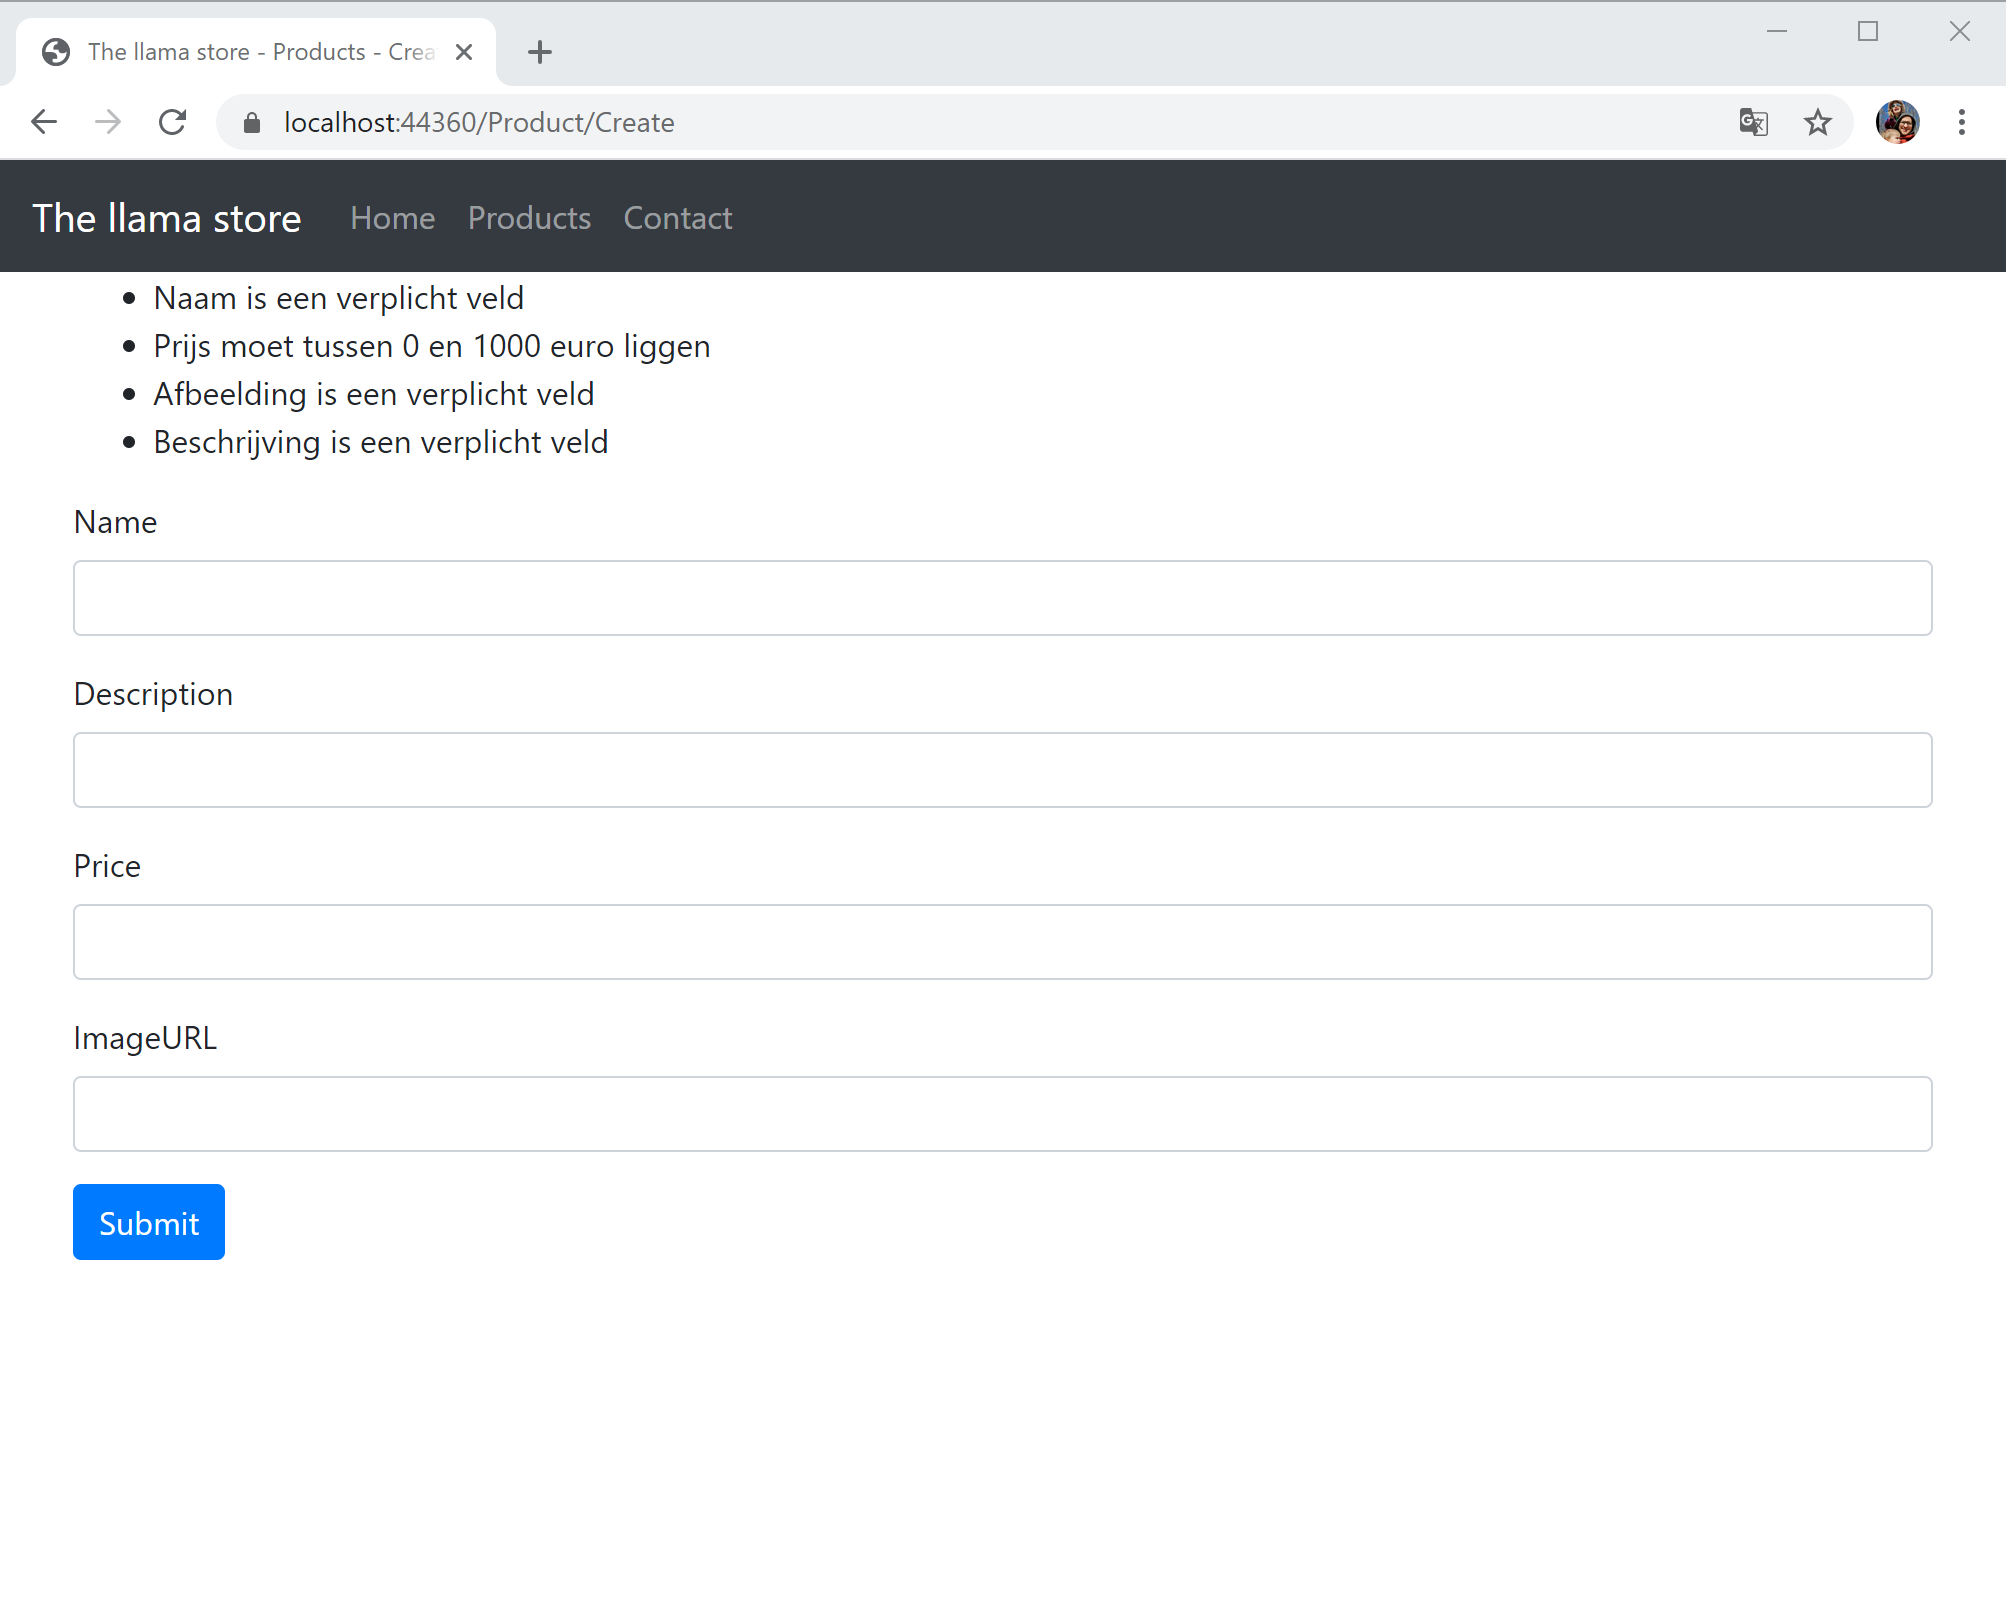 The llama store - Products - Crea
localhost:44360/Product/Create
The llama store Home Products Contact
Naam is een verplicht veld
Prijs moet tussen 0 en 1000 euro liggen
Afbeelding is een verplicht veld
Beschrijving is een verplicht veld
Name
Description
Price
ImageURL
Submit